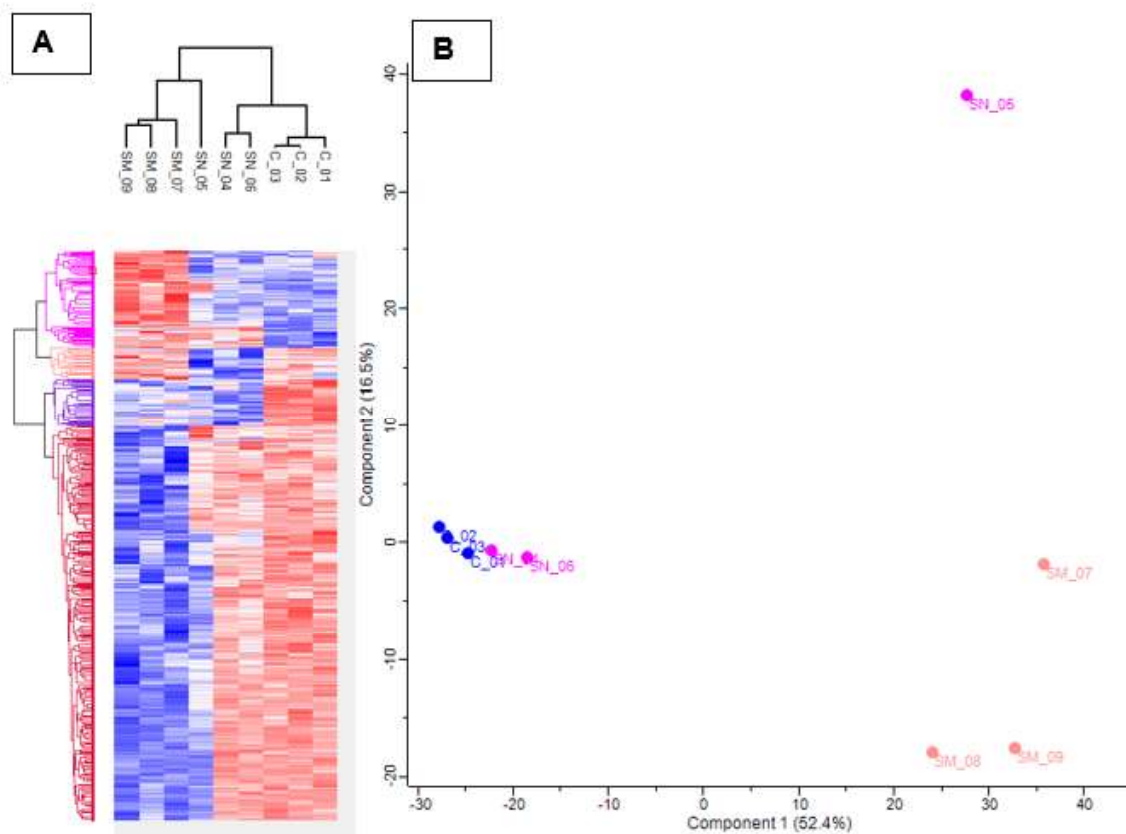 A
B
SM_09
SM_08
SM_07
SN_05
SN_04
SN_06
C_03
C_02
C_01
Component 2 (16.5%)
40
30
20
10
0
-10
-20
SN_05
_02
C_03
C_01
SN_06
SM_07
SM_08
SM_09
-30 -20 -10 0 10 20 30 40
Component 1 (52.4%)